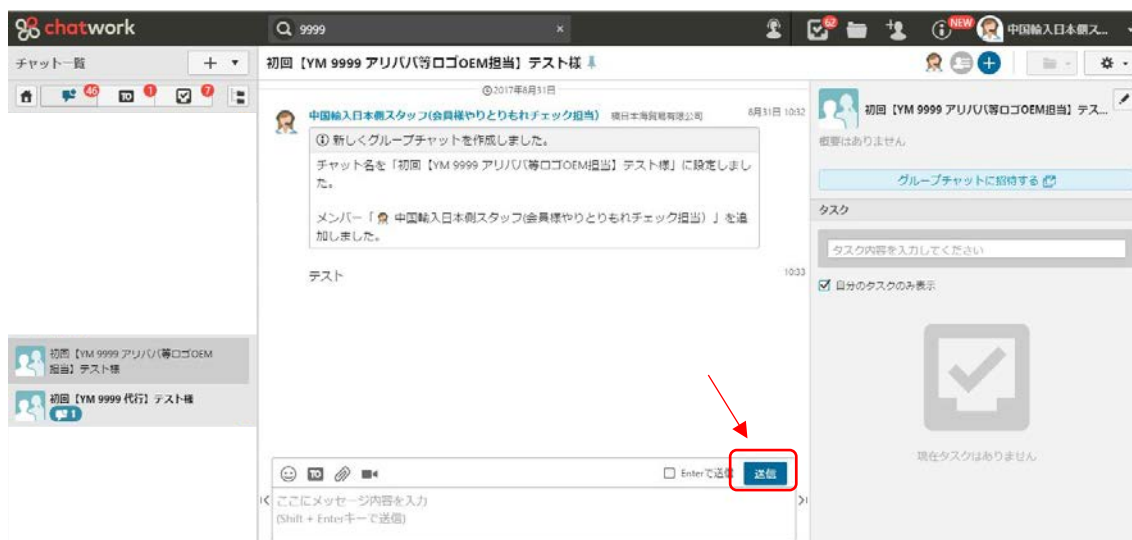 chatwork
9999
×
62
NEW
中国輸入日本側ス...
チャット一覧
+
初回【YM 9999 アリババ等ロゴOEM担当】テスト様
46
TO
1
7
2017年8月31日
中国輸入日本側スタッフ(会員様やりとりもれチェック担当)
8月31日 10:32
新しくグループチャットを作成しました。
チャット名を「初回【YM 9999 アリババ等ロゴOEM担当】テスト様」に設定しまし
た。
メンバー「 中国輸入日本側スタッフ(会員様やりとりもれチェック担当) 」を追
加しました。
テスト
10:33
初回【YM 9999 アリババ等ロゴOEM
担当】テスト様
初回【YM 9999 代行】テスト様
1
TO
Enterで送信
送信
ここにメッセージ内容を入力
(Shift + Enterキーで送信)
初回【YM 9999 アリババ等ロゴOEM担当】テス...
概要はありません
グループチャットに招待する
タスク
タスク内容を入力してください
自分のタスクのみ表示
現在タスクはありません